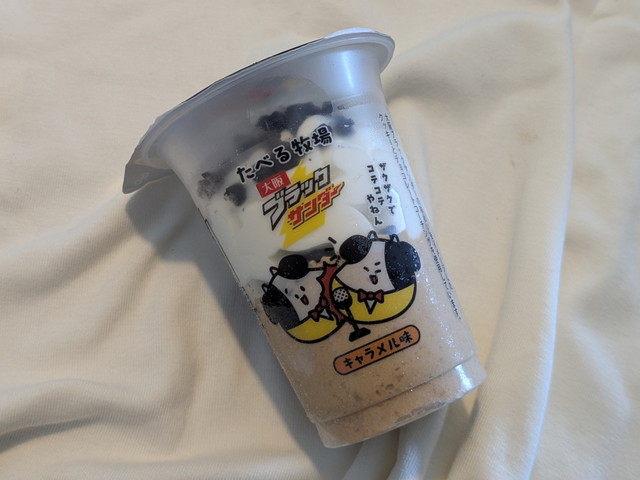 たべる牧場
大阪
ブラック
サンダー
ザクザクで
コテコテ
やねん
キャラメル味